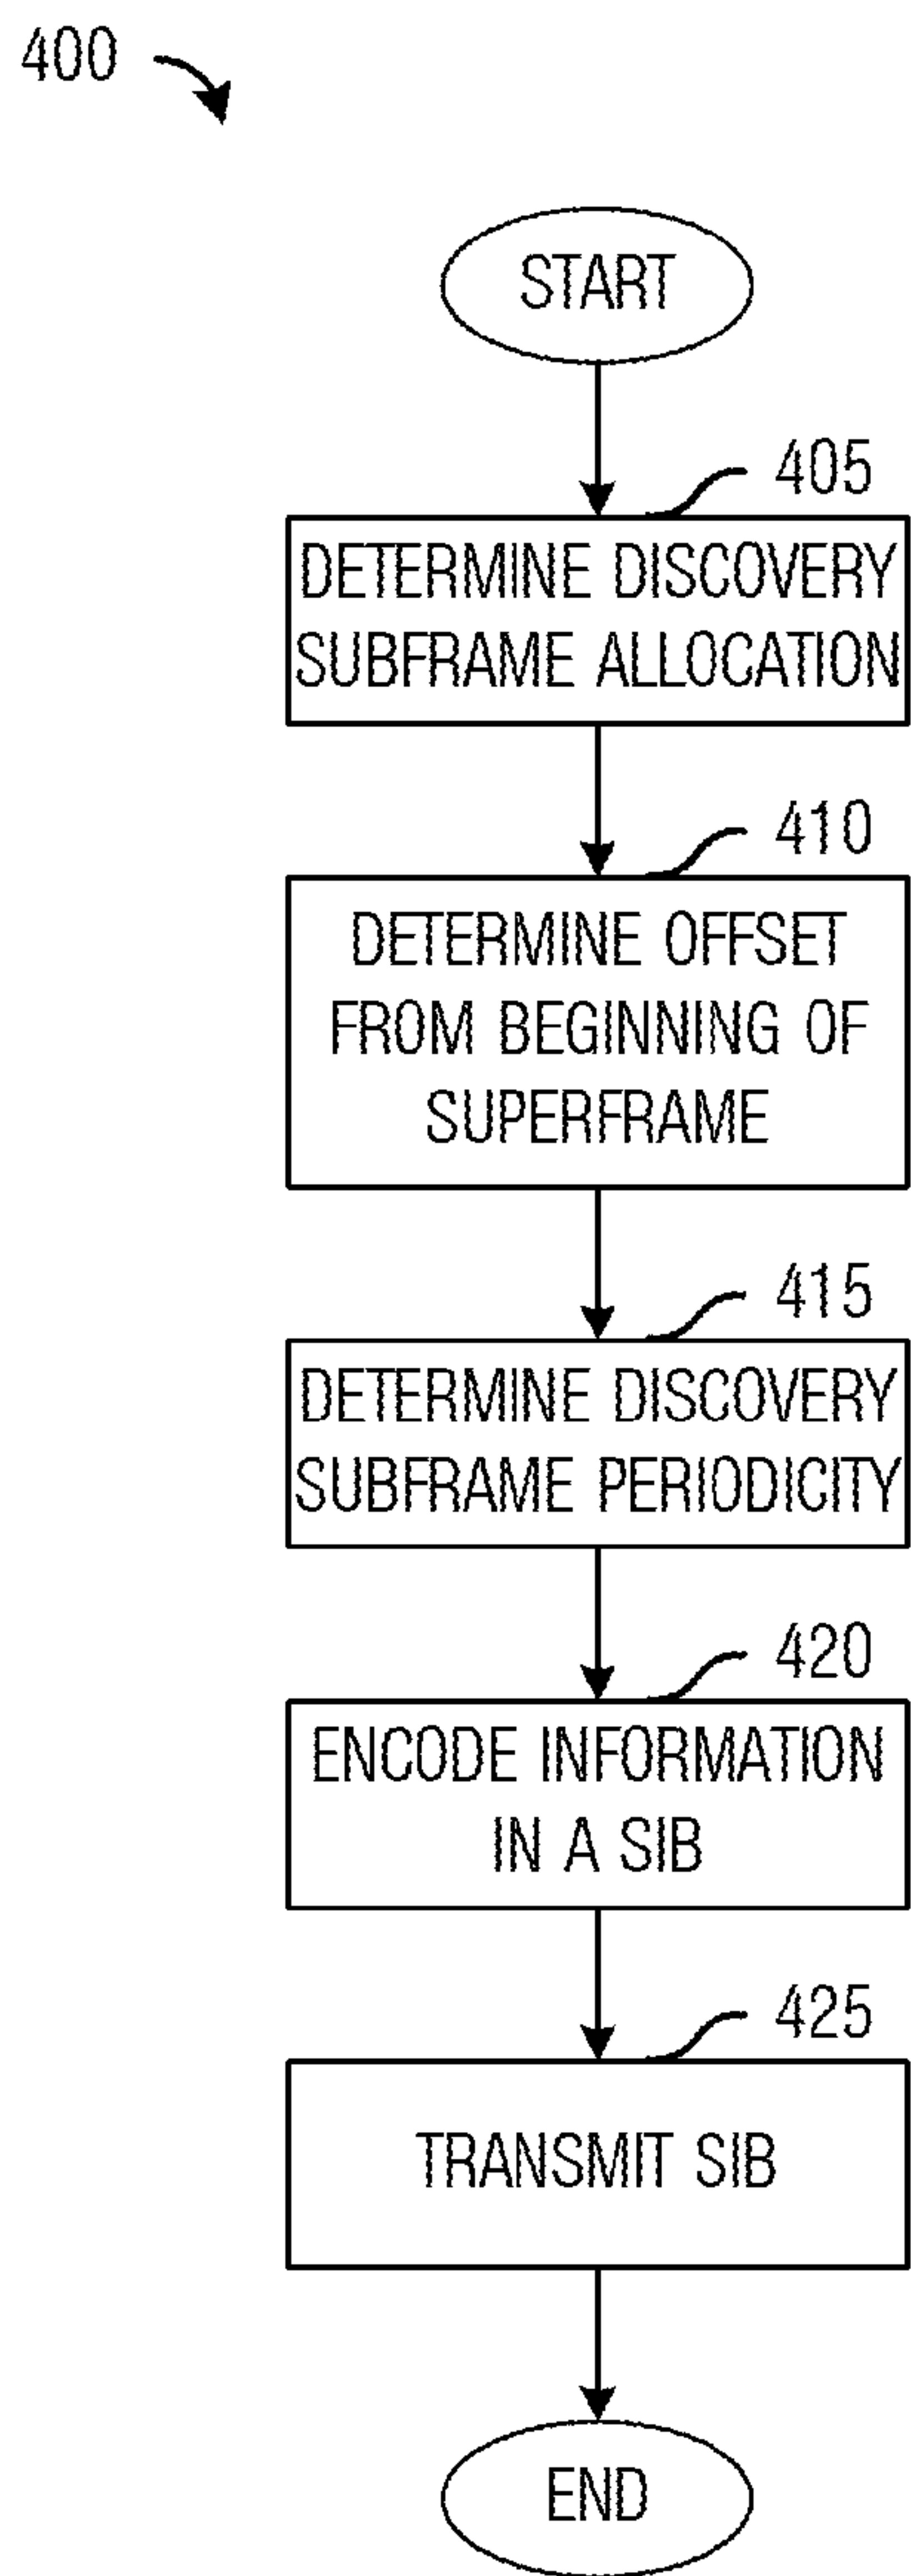 400
START
405
DETERMINE DISCOVERY
SUBFRAME ALLOCATION
410
DETERMINE OFFSET
FROM BEGINNING OF
SUPERFRAME
415
DETERMINE DISCOVERY
SUBFRAME PERIODICITY
420
ENCODE INFORMATION
IN A SIB
425
TRANSMIT SIB
END